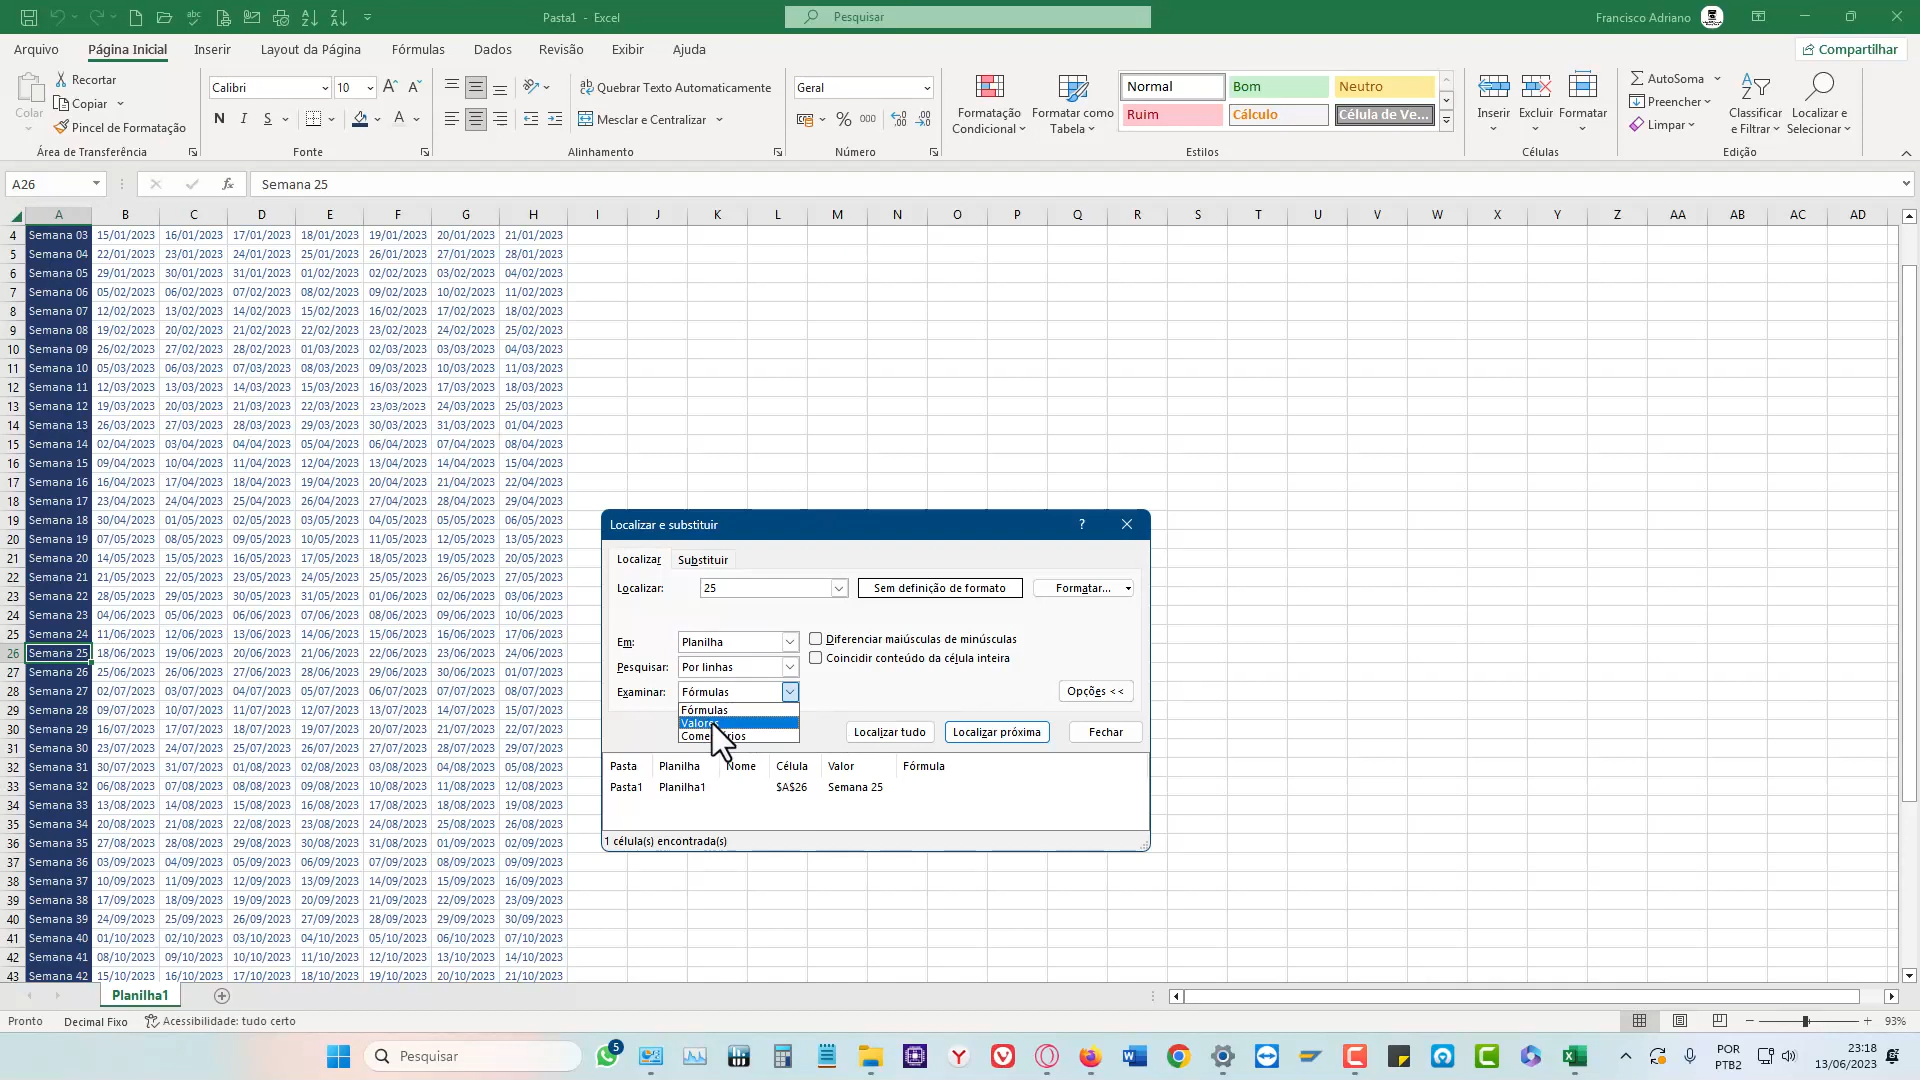 Pasta1 - Excel
Pesquisar
Francisco Adriano
Arquivo Página Inicial Inserir Layout da Página Fórmulas Dados Revisão Exibir Ajuda
Compartilhar
Colar
Recortar
Copiar
Pincel de Formatação
Área de Transferência
Calibri 10
N I S
Fonte
Quebrar Texto Automaticamente
Mesclar e Centralizar
Alinhamento
Geral
% 000
Número
Formatação Condicional
Formatar como Tabela
Normal Bom Neutro
Ruim Cálculo Célula de Ve...
Estilos
Inserir Excluir Formatar
Células
AutoSoma
Preencher
Limpar
Classificar e Filtrar
Localizar e Selecionar
Edição
A26 fx Semana 25
A B C D E F G H I J K L M N O P Q R S T U V W X Y Z AA AB AC AD
4 Semana 03 15/01/2023 16/01/2023 17/01/2023 18/01/2023 19/01/2023 20/01/2023 21/01/2023
5 Semana 04 22/01/2023 23/01/2023 24/01/2023 25/01/2023 26/01/2023 27/01/2023 28/01/2023
6 Semana 05 29/01/2023 30/01/2023 31/01/2023 01/02/2023 02/02/2023 03/02/2023 04/02/2023
7 Semana 06 05/02/2023 06/02/2023 07/02/2023 08/02/2023 09/02/2023 10/02/2023 11/02/2023
8 Semana 07 12/02/2023 13/02/2023 14/02/2023 15/02/2023 16/02/2023 17/02/2023 18/02/2023
9 Semana 08 19/02/2023 20/02/2023 21/02/2023 22/02/2023 23/02/2023 24/02/2023 25/02/2023
10 Semana 09 26/02/2023 27/02/2023 28/02/2023 01/03/2023 02/03/2023 03/03/2023 04/03/2023
11 Semana 10 05/03/2023 06/03/2023 07/03/2023 08/03/2023 09/03/2023 10/03/2023 11/03/2023
12 Semana 11 12/03/2023 13/03/2023 14/03/2023 15/03/2023 16/03/2023 17/03/2023 18/03/2023
13 Semana 12 19/03/2023 20/03/2023 21/03/2023 22/03/2023 23/03/2023 24/03/2023 25/03/2023
14 Semana 13 26/03/2023 27/03/2023 28/03/2023 29/03/2023 30/03/2023 31/03/2023 01/04/2023
15 Semana 14 02/04/2023 03/04/2023 04/04/2023 05/04/2023 06/04/2023 07/04/2023 08/04/2023
16 Semana 15 09/04/2023 10/04/2023 11/04/2023 12/04/2023 13/04/2023 14/04/2023 15/04/2023
17 Semana 16 16/04/2023 17/04/2023 18/04/2023 19/04/2023 20/04/2023 21/04/2023 22/04/2023
18 Semana 17 23/04/2023 24/04/2023 25/04/2023 26/04/2023 27/04/2023 28/04/2023 29/04/2023
19 Semana 18 30/04/2023 01/05/2023 02/05/2023 03/05/2023 04/05/2023 05/05/2023 06/05/2023
20 Semana 19 07/05/2023 08/05/2023 09/05/2023 10/05/2023 11/05/2023 12/05/2023 13/05/2023
21 Semana 20 14/05/2023 15/05/2023 16/05/2023 17/05/2023 18/05/2023 19/05/2023 20/05/2023
22 Semana 21 21/05/2023 22/05/2023 23/05/2023 24/05/2023 25/05/2023 26/05/2023 27/05/2023
23 Semana 22 28/05/2023 29/05/2023 30/05/2023 31/05/2023 01/06/2023 02/06/2023 03/06/2023
24 Semana 23 04/06/2023 05/06/2023 06/06/2023 07/06/2023 08/06/2023 09/06/2023 10/06/2023
25 Semana 24 11/06/2023 12/06/2023 13/06/2023 14/06/2023 15/06/2023 16/06/2023 17/06/2023
26 Semana 25 18/06/2023 19/06/2023 20/06/2023 21/06/2023 22/06/2023 23/06/2023 24/06/2023
27 Semana 26 25/06/2023 26/06/2023 27/06/2023 28/06/2023 29/06/2023 30/06/2023 01/07/2023
28 Semana 27 02/07/2023 03/07/2023 04/07/2023 05/07/2023 06/07/2023 07/07/2023 08/07/2023
29 Semana 28 09/07/2023 10/07/2023 11/07/2023 12/07/2023 13/07/2023 14/07/2023 15/07/2023
30 Semana 29 16/07/2023 17/07/2023 18/07/2023 19/07/2023 20/07/2023 21/07/2023 22/07/2023
31 Semana 30 23/07/2023 24/07/2023 25/07/2023 26/07/2023 27/07/2023 28/07/2023 29/07/2023
32 Semana 31 30/07/2023 31/07/2023 01/08/2023 02/08/2023 03/08/2023 04/08/2023 05/08/2023
33 Semana 32 06/08/2023 07/08/2023 08/08/2023 09/08/2023 10/08/2023 11/08/2023 12/08/2023
34 Semana 33 13/08/2023 14/08/2023 15/08/2023 16/08/2023 17/08/2023 18/08/2023 19/08/2023
35 Semana 34 20/08/2023 21/08/2023 22/08/2023 23/08/2023 24/08/2023 25/08/2023 26/08/2023
36 Semana 35 27/08/2023 28/08/2023 29/08/2023 30/08/2023 31/08/2023 01/09/2023 02/09/2023
37 Semana 36 03/09/2023 04/09/2023 05/09/2023 06/09/2023 07/09/2023 08/09/2023 09/09/2023
38 Semana 37 10/09/2023 11/09/2023 12/09/2023 13/09/2023 14/09/2023 15/09/2023 16/09/2023
39 Semana 38 17/09/2023 18/09/2023 19/09/2023 20/09/2023 21/09/2023 22/09/2023 23/09/2023
40 Semana 39 24/09/2023 25/09/2023 26/09/2023 27/09/2023 28/09/2023 29/09/2023 30/09/2023
41 Semana 40 01/10/2023 02/10/2023 03/10/2023 04/10/2023 05/10/2023 06/10/2023 07/10/2023
42 Semana 41 08/10/2023 09/10/2023 10/10/2023 11/10/2023 12/10/2023 13/10/2023 14/10/2023
43 Semana 42 15/10/2023 16/10/2023 17/10/2023 18/10/2023 19/10/2023 20/10/2023 21/10/2023
Localizar e substituir ?
Localizar Substituir
Localizar: 25 Sem definição de formato Formatar...
Em: Planilha Diferenciar maiúsculas de minúsculas
Pesquisar: Por linhas Coincidir conteúdo da célula inteira
Examinar: Fórmulas Opções <<
Fórmulas
Valores
Comentários
Localizar tudo Localizar próxima Fechar
Pasta Planilha Nome Célula Valor Fórmula
Pasta1 Planilha1 $A$26 Semana 25
1 célula(s) encontrada(s)
Planilha1
Pronto Decimal Fixo Acessibilidade: tudo certo 93%
Pesquisar
5
POR
PTB2
23:18
13/06/2023